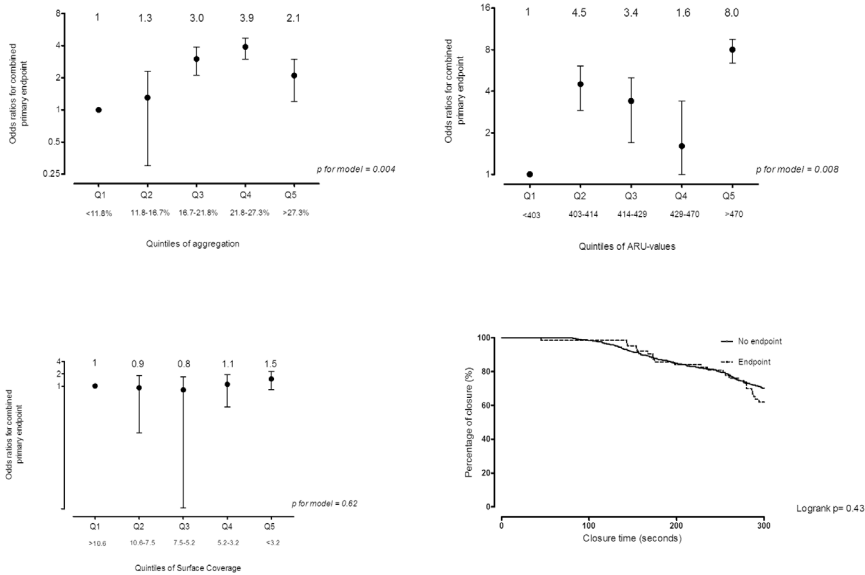 8
4
2
1
0.5
0.25
Odds ratios for combined
primary endpoint
1 1.3 3.0 3.9 2.1
p for model = 0.004
Q1 Q2 Q3 Q4 Q5
<11.8% 11.8-16.7% 16.7-21.8% 21.8-27.3% >27.3%
Quintiles of aggregation
16
8
4
2
1
Odds ratios for combined
primary endpoint
1 4.5 3.4 1.6 8.0
p for model = 0.008
Q1 Q2 Q3 Q4 Q5
<403 403-414 414-429 429-470 >470
Quintiles of ARU-values
4
2
1
Odds ratios for combined
primary endpoint
1 0.9 0.8 1.1 1.5
p for model = 0.62
Q1 Q2 Q3 Q4 Q5
>10.6 10.6-7.5 7.5-5.2 5.2-3.2 <3.2
Quintiles of Surface Coverage
100
80
60
40
20
0
Percentage of closure (%)
No endpoint
Endpoint
0 100 200 300
Closure time (seconds)
Logrank p= 0.43